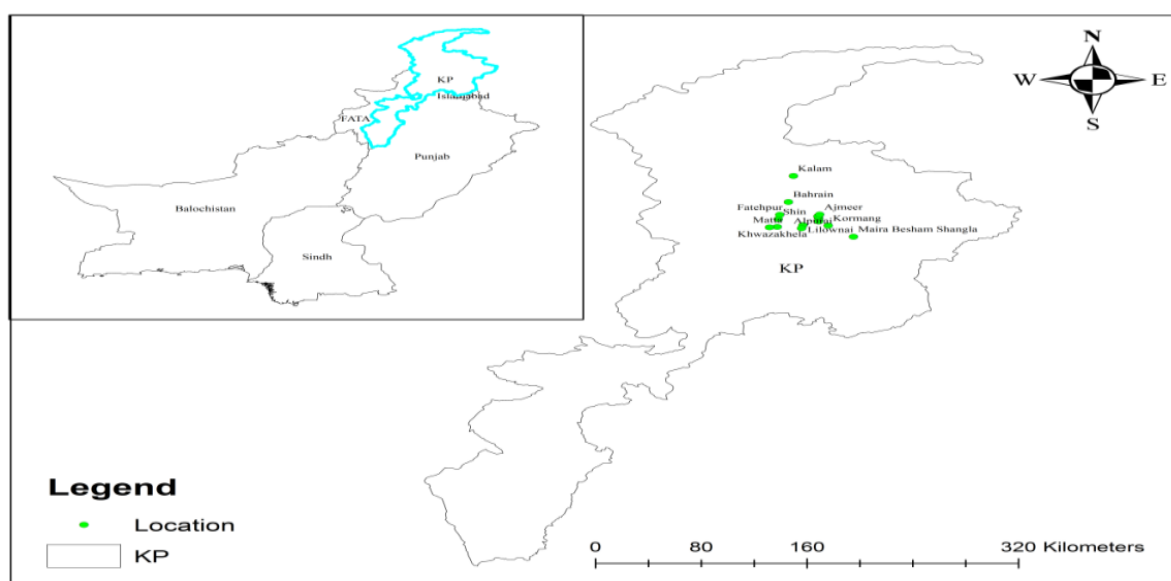 KP
Islamabad
FATA
Punjab
Balochistan
Sindh
N
W
E
S
Kalam
Bahrain
Fatehpur
Shin
Ajmeer
Matta
Alpurai
Kormang
Khwazakhela
Lilownai
Maira Besham Shangla
KP
Legend
Location
KP
0 80 160 320 Kilometers